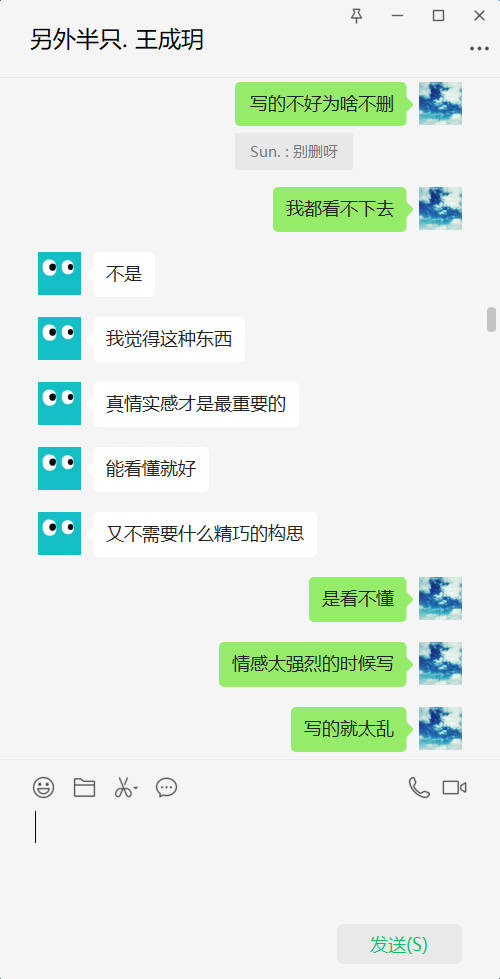 另外半只. 王成玥
写的不好为啥不删
Sun. : 别删呀
我都看不下去
不是
我觉得这种东西
真情实感才是最重要的
能看懂就好
又不需要什么精巧的构思
是看不懂
情感太强烈的时候写
写的就太乱
发送(S)